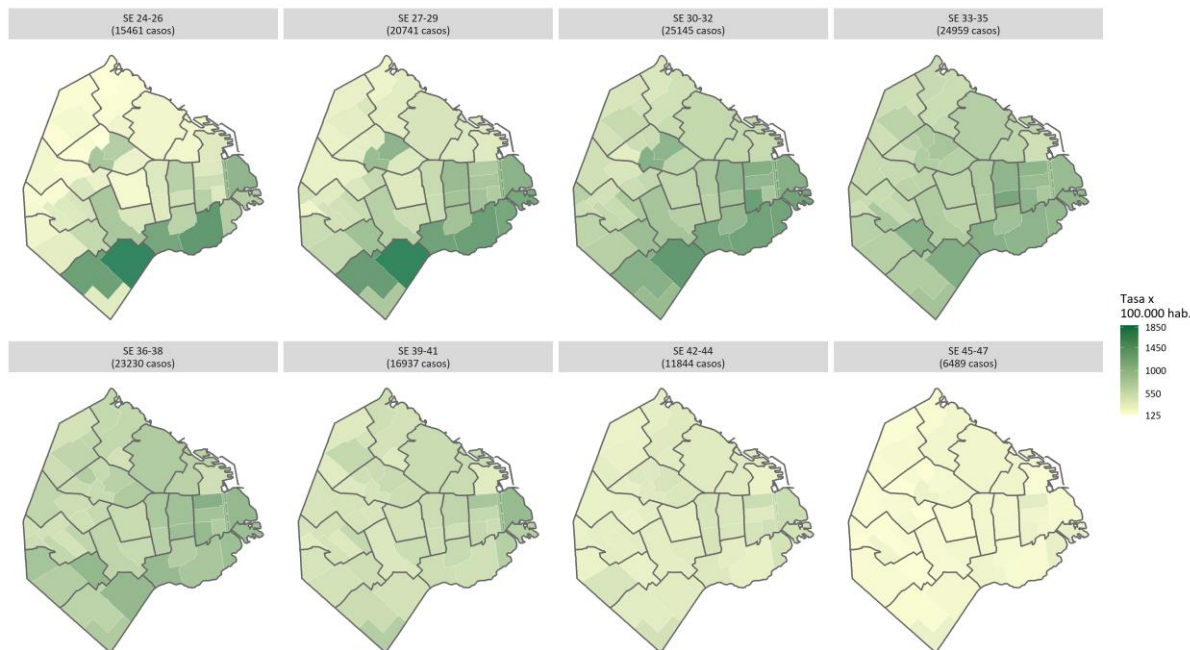 SE 24-26
(15461 casos)
SE 27-29
(20741 casos)
SE 30-32
(25145 casos)
SE 33-35
(24959 casos)
Tasa x
100.000 hab.
1850
1450
1000
550
125
SE 36-38
(23230 casos)
SE 39-41
(16937 casos)
SE 42-44
(11844 casos)
SE 45-47
(6489 casos)